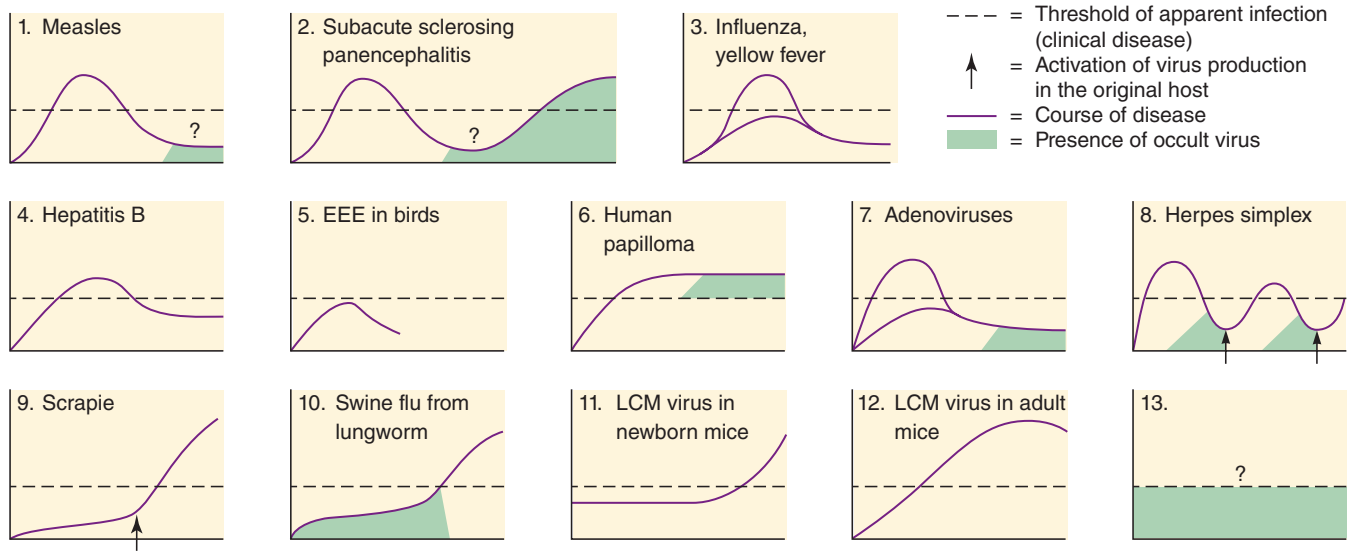 1. Measles
?
2. Subacute sclerosing
panencephalitis
?
3. Influenza,
yellow fever
= Threshold of apparent infection
(clinical disease)
= Activation of virus production
in the original host
= Course of disease
= Presence of occult virus
4. Hepatitis B
5. EEE in birds
6. Human
papilloma
7. Adenoviruses
8. Herpes simplex
9. Scrapie
10. Swine flu from
lungworm
11. LCM virus in
newborn mice
12. LCM virus in adult
mice
13.
?